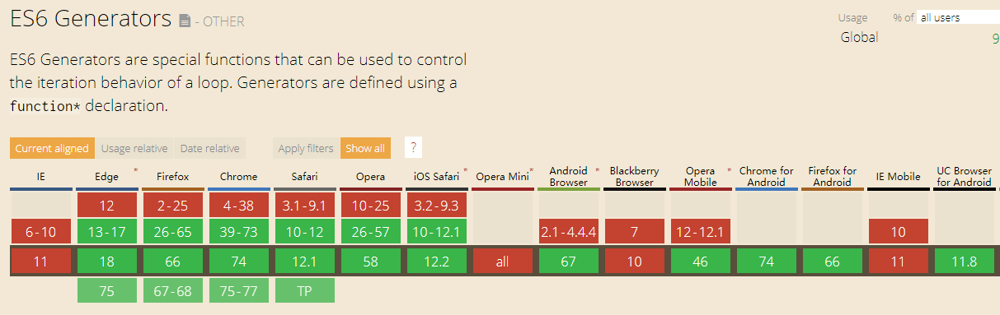 ES6 Generators - OTHER
Usage % of all users
Global 9
ES6 Generators are special functions that can be used to control
the iteration behavior of a loop. Generators are defined using a
function* declaration.
Current aligned Usage relative Date relative Apply filters Show all ?
IE Edge * Firefox Chrome Safari Opera iOS Safari * Opera Mini * Android Browser * Blackberry Browser Opera Mobile * Chrome for Android Firefox for Android IE Mobile UC Browser for Android
12 2-25 4-38 3.1-9.1 10-25 3.2-9.3
6-10 13-17 26-65 39-73 10-12 26-57 10-12.1 2.1-4.4.4 7 12-12.1 10
11 18 66 74 12.1 58 12.2 all 67 10 46 74 66 11 11.8
75 67-68 75-77 TP